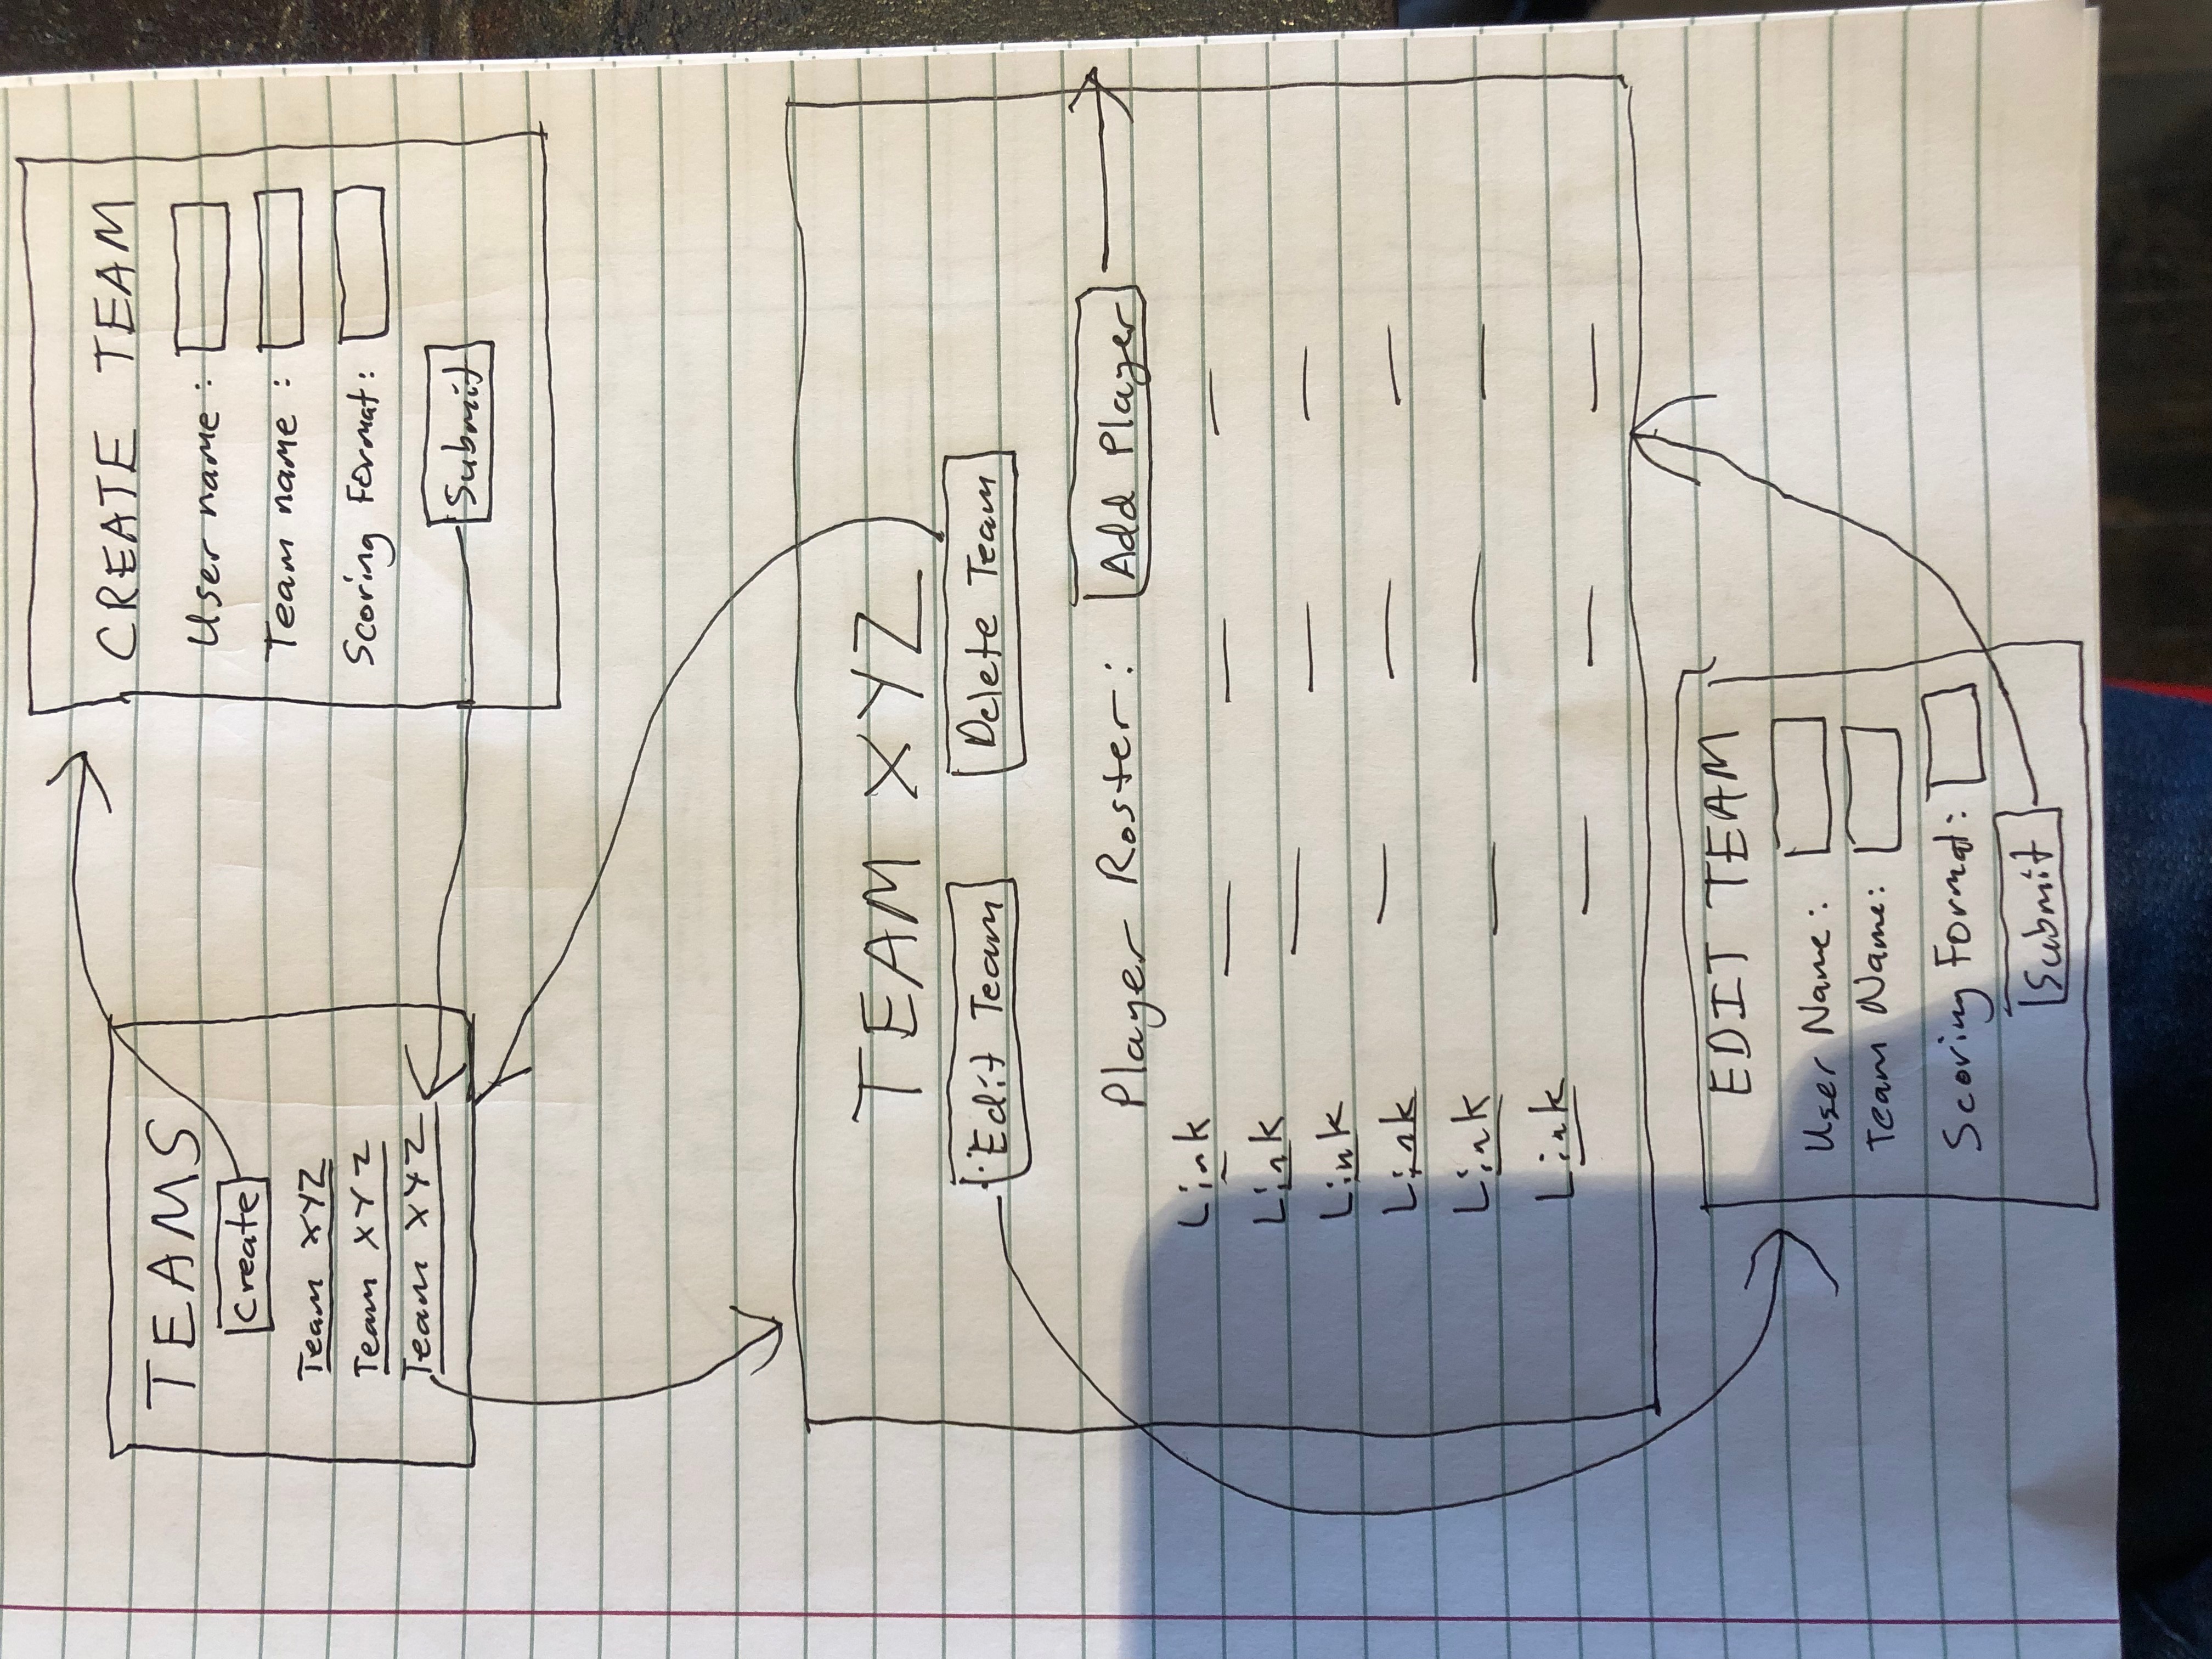 TEAMS
Create
Team XYZ
Team XYZ
Team XYZ
CREATE TEAM
User name :
Team name :
Scoring Format:
Submit
TEAM XYZ
Edit Team Delete Team
Player Roster: Add Player
Link
Link
Link
Link
Link
Link
EDIT TEAM
User Name:
Team Name:
Scoring Format:
Submit